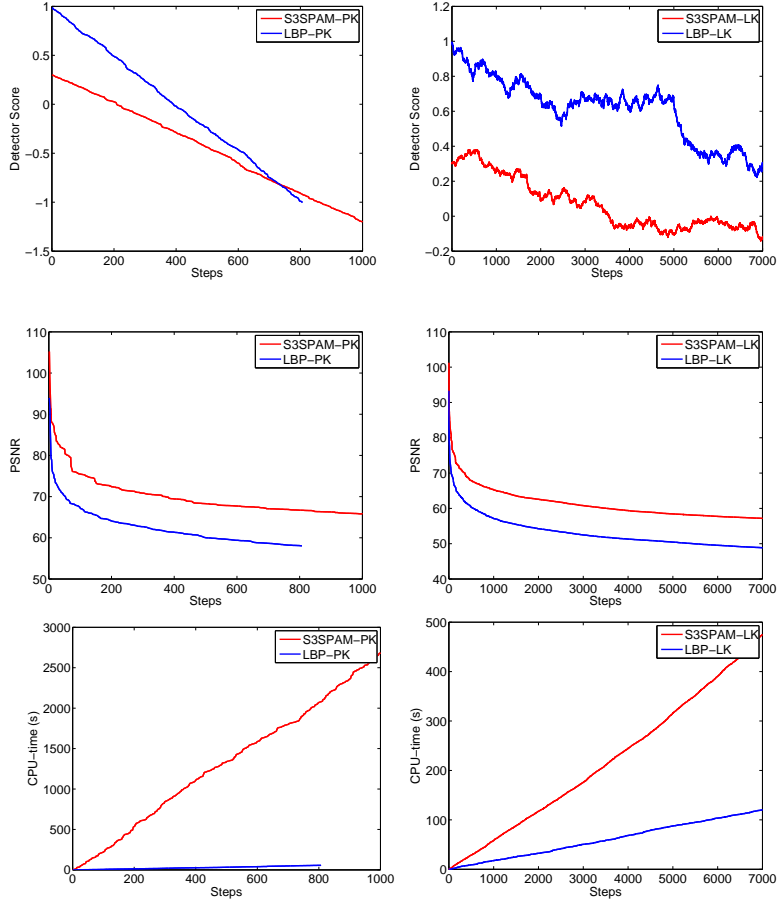 1
0.5
0
−0.5
−1
−1.5
0 200 400 600 800 1000
Steps
Detector Score
S3SPAM−PK
LBP−PK
1.2
1
0.8
0.6
0.4
0.2
0
−0.2
0 1000 2000 3000 4000 5000 6000 7000
Steps
Detector Score
S3SPAM−LK
LBP−LK
110
100
90
80
70
60
50
0 200 400 600 800 1000
Steps
PSNR
S3SPAM−PK
LBP−PK
110
100
90
80
70
60
50
40
0 1000 2000 3000 4000 5000 6000 7000
Steps
PSNR
S3SPAM−LK
LBP−LK
3000
2500
2000
1500
1000
500
0
0 200 400 600 800 1000
Steps
CPU−time (s)
S3SPAM−PK
LBP−PK
500
400
300
200
100
0
0 1000 2000 3000 4000 5000 6000 7000
Steps
CPU−time (s)
S3SPAM−LK
LBP−LK